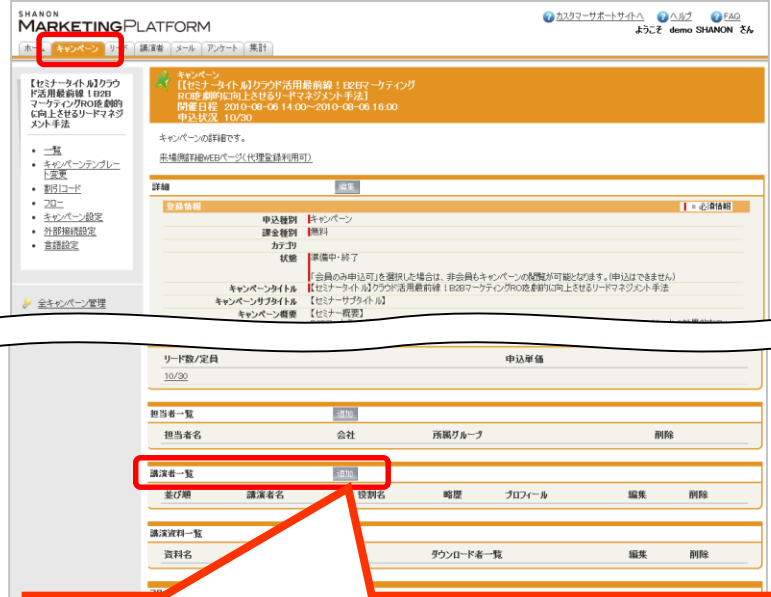 SHANON
MARKETINGPLATFORM
カスタマーサポートサイトへ ヘルプ FAQ
ようこそ demo SHANON さん
ホーム キャンペーン リード 講演者 メール アンケート 集計
【セミナータイトル】クラウド活用最前線！B2BマーケティングROIを劇的に向上させるリードマネジメント手法
一覧
キャンペーンテンプレート変更
割引コード
フロー
キャンペーン設定
外部接続設定
言語設定
全キャンペーン管理
キャンペーン
[【セミナータイトル】クラウド活用最前線！B2Bマーケティング
ROIを劇的に向上させるリードマネジメント手法]
開催日程 2010-08-06 14:00～2010-08-06 16:00
申込状況 10/30
キャンペーンの詳細です。
来場側詳細WEBページ(代理登録利用可)
詳細 編集
登録情報 = 必須情報
申込種別 キャンペーン
課金種別 無料
カテゴリ
状態 準備中・終了
「会員のみ申込可」を選択した場合は、非会員もキャンペーンの閲覧が可能となります。(申込はできません)
キャンペーンタイトル 【セミナータイトル】クラウド活用最前線！B2BマーケティングROIを劇的に向上させるリードマネジメント手法
キャンペーンサブタイトル 【セミナーサブタイトル】
キャンペーン概要 【セミナー概要】
リード数/定員 申込単価
10/30
担当者一覧 追加
担当者名 会社 所属グループ 削除
講演者一覧 追加
並び順 講演者名 役割名 略歴 プロフィール 編集 削除
講演資料一覧
資料名 ダウンロード者一覧 編集 削除